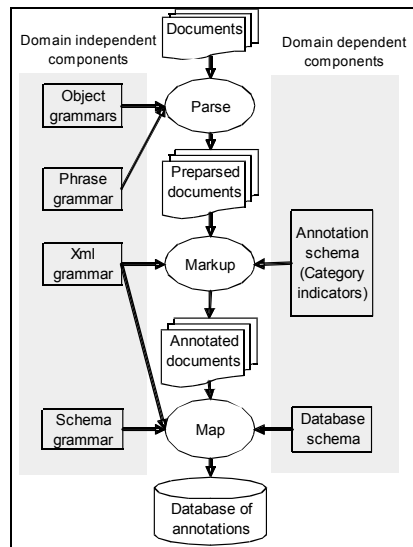 Documents
Domain independent
components
Domain dependent
components
Object
grammars
Parse
Phrase
grammar
Preparsed
documents
Xml
grammar
Markup
Annotation
schema
(Category
indicators)
Annotated
documents
Schema
grammar
Map
Database
schema
Database of
annotations